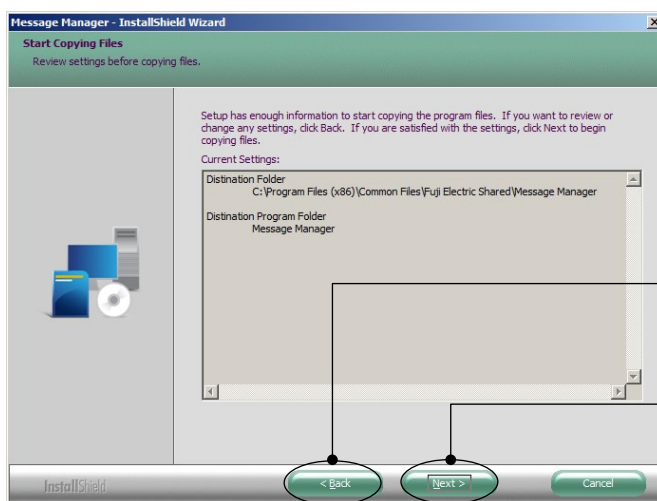 Message Manager - InstallShield Wizard
Start Copying Files
Review settings before copying files.
Setup has enough information to start copying the program files. If you want to review or
change any settings, click Back. If you are satisfied with the settings, click Next to begin
copying files.
Current Settings:
Distination Folder
C:\Program Files (x86)\Common Files\Fuji Electric Shared\Message Manager
Distination Program Folder
Message Manager
InstallShield
< Back
Next >
Cancel